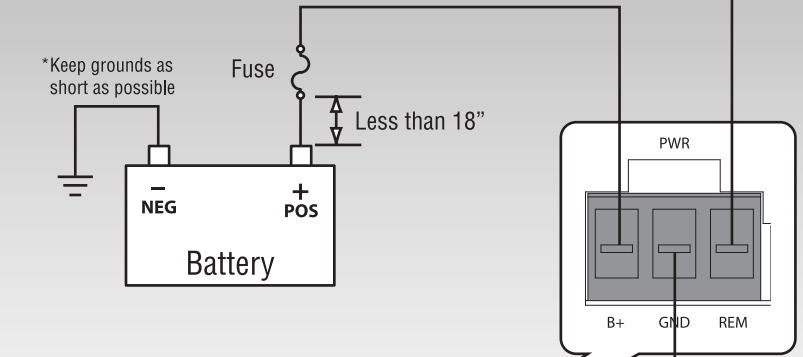 *Keep grounds as
short as possible
Fuse
Less than 18”
PWR
− +
NEG POS
Battery
B+ GND REM